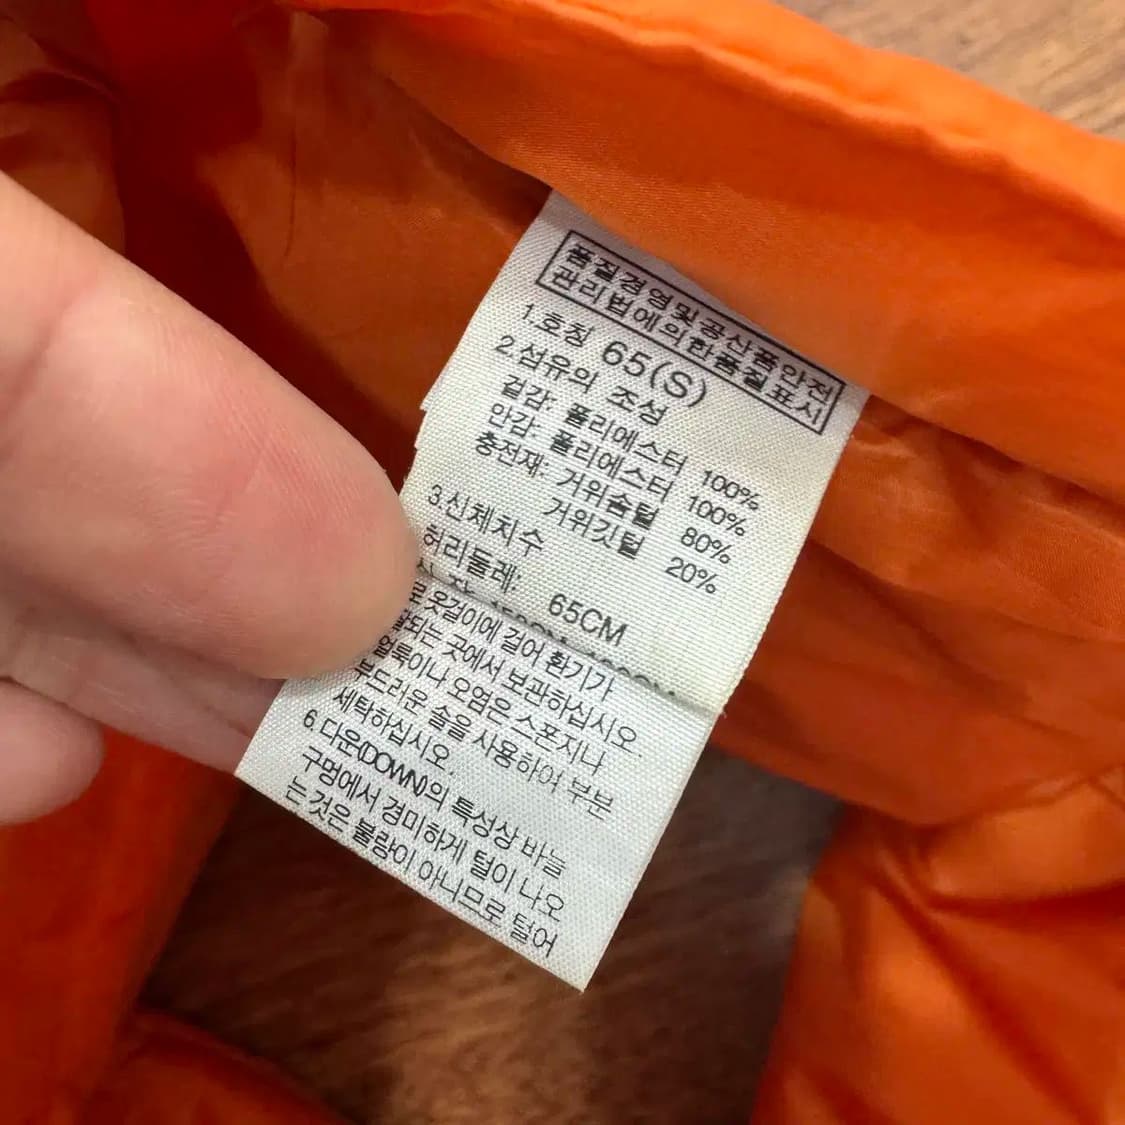 품질경영및공산품안전
관리법에의한품질표시
1.호칭 65(S)
2.섬유의 조성
겉감: 폴리에스터 100%
안감: 폴리에스터 100%
충전재: 거위솜털 80%
거위깃털 20%
3.신체치수
허리둘레: 65CM
로 옷걸이에 걸어 환기가
잘되는 곳에서 보관하십시오.
얼룩이나 오염은 스폰지나
부드러운 솔을 사용하여 부분
세탁하십시오.
6.다운(DOWN)의 특성상 바늘
구멍에서 경미하게 털이 나오
는 것은 불량이 아니므로 털어